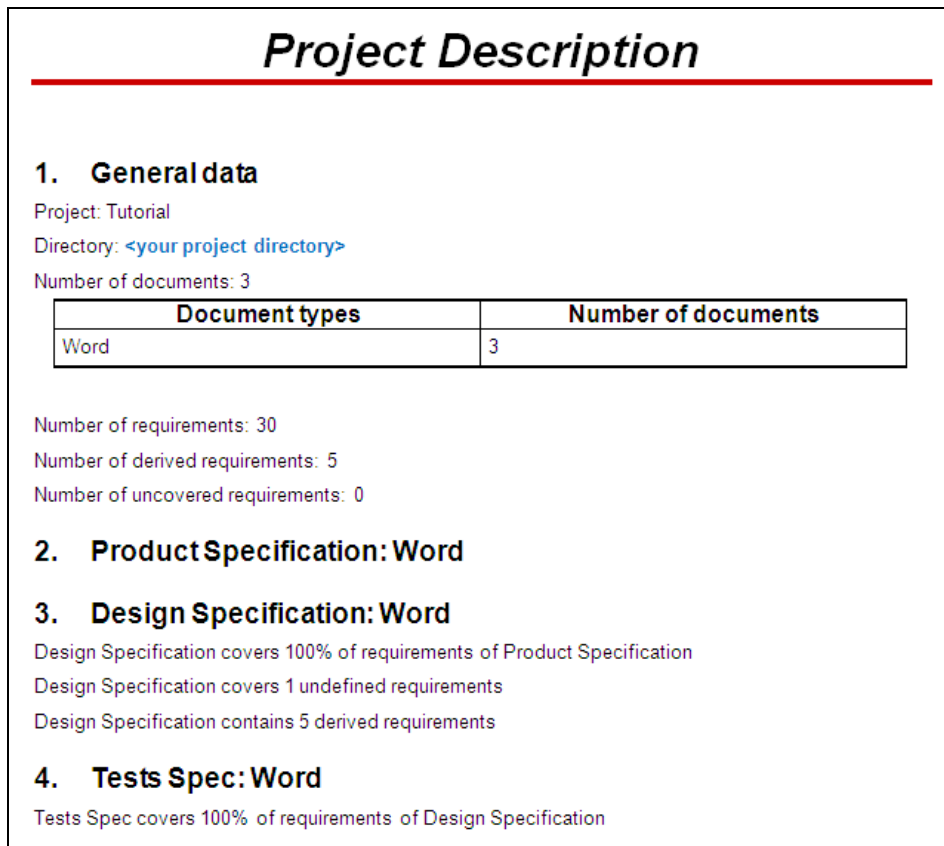 Project Description
1. General data
Project: Tutorial
Directory: <your project directory>
Number of documents: 3
Document types Number of documents
Word 3
Number of requirements: 30
Number of derived requirements: 5
Number of uncovered requirements: 0
2. Product Specification: Word
3. Design Specification: Word
Design Specification covers 100% of requirements of Product Specification
Design Specification covers 1 undefined requirements
Design Specification contains 5 derived requirements
4. Tests Spec: Word
Tests Spec covers 100% of requirements of Design Specification